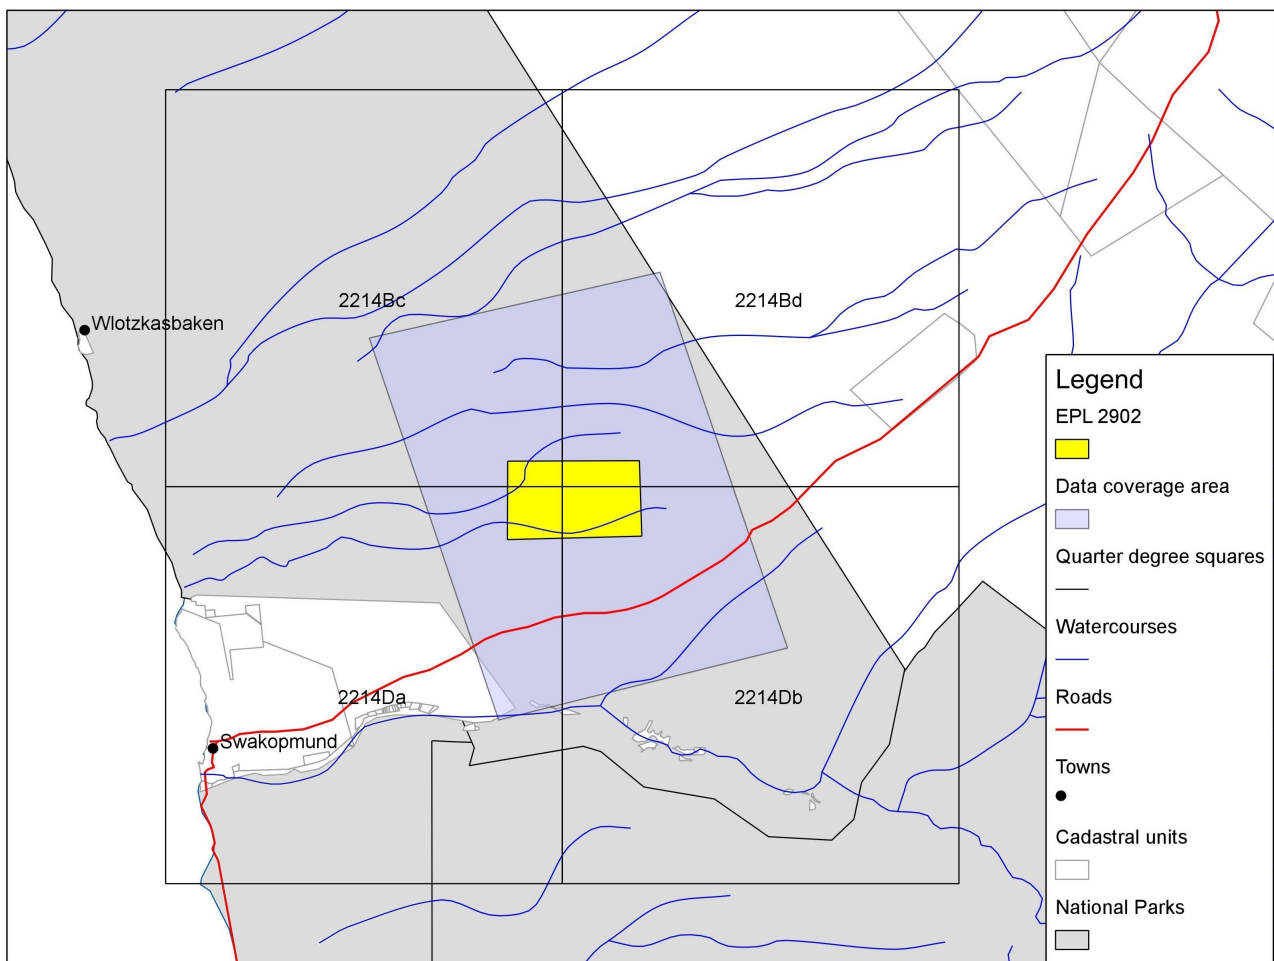 2214Bc
2214Bd
Wlotzkasbaken
2214Da
2214Db
Swakopmund
Legend
EPL 2902
Data coverage area
Quarter degree squares
Watercourses
Roads
Towns
Cadastral units
National Parks